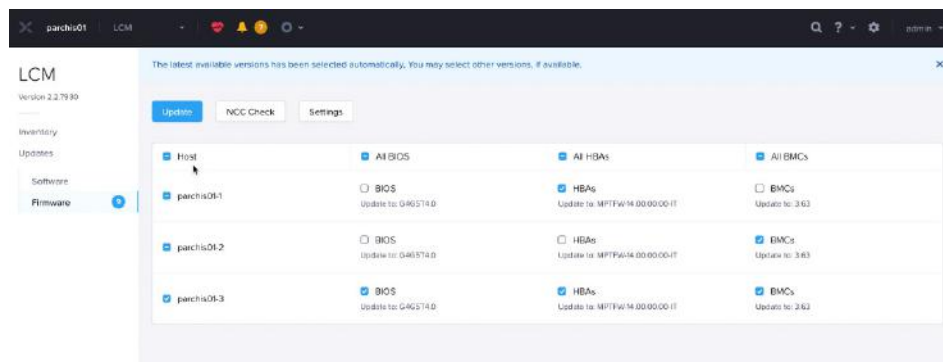 parchis01 LCM 7 ? admin
The latest available versions has been selected automatically. You may select other versions, if available.
LCM
Version 2.2.7930
Inventory
Updates
Software
Firmware 9
Update NCC Check Settings
Host All BIOS All HBAs All BMCs
parchis01-1 BIOS HBAs BMCs
Update to: G4G5T4.0 Update to: MPTFW-14.00.00.00-IT Update to: 3.63
parchis01-2 BIOS HBAs BMCs
Update to: G4G5T4.0 Update to: MPTFW-14.00.00.00-IT Update to: 3.63
parchis01-3 BIOS HBAs BMCs
Update to: G4G5T4.0 Update to: MPTFW-14.00.00.00-IT Update to: 3.63